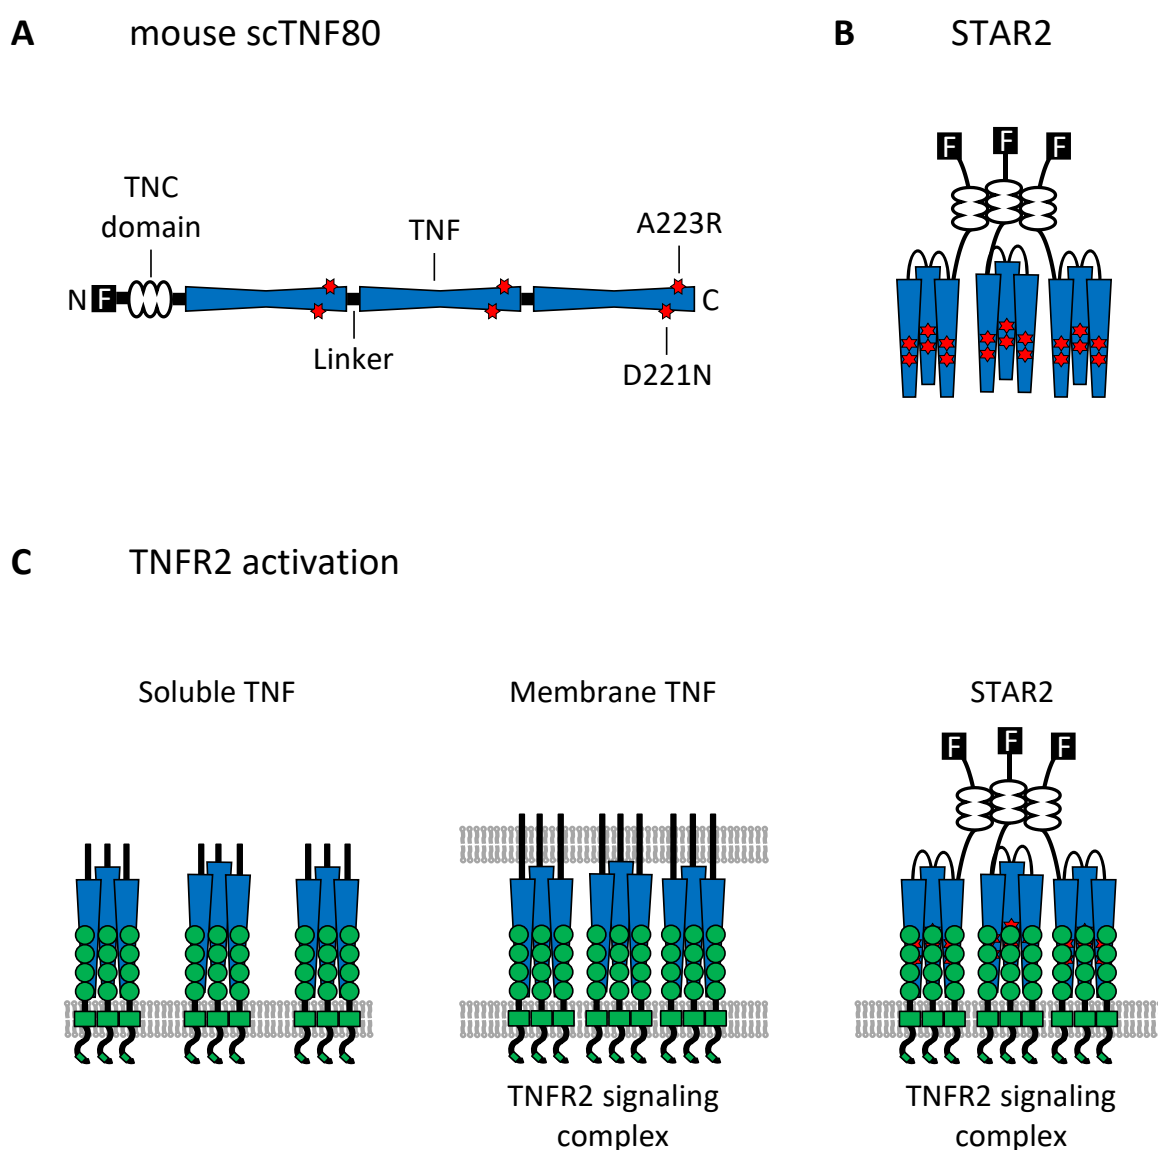 A mouse scTNF80
B STAR2
F F F
TNC
domain
TNF
A223R
N F C
Linker
D221N
C TNFR2 activation
Soluble TNF
Membrane TNF
STAR2
F F F
TNFR2 signaling
complex
TNFR2 signaling
complex